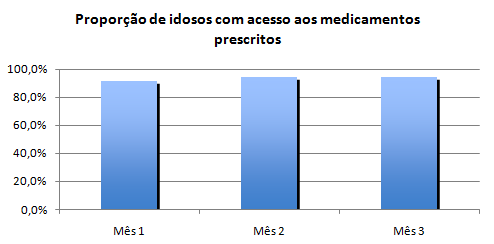 Proporção de idosos com acesso aos medicamentos
prescritos
100,0%
80,0%
60,0%
40,0%
20,0%
0,0%
Mês 1 Mês 2 Mês 3